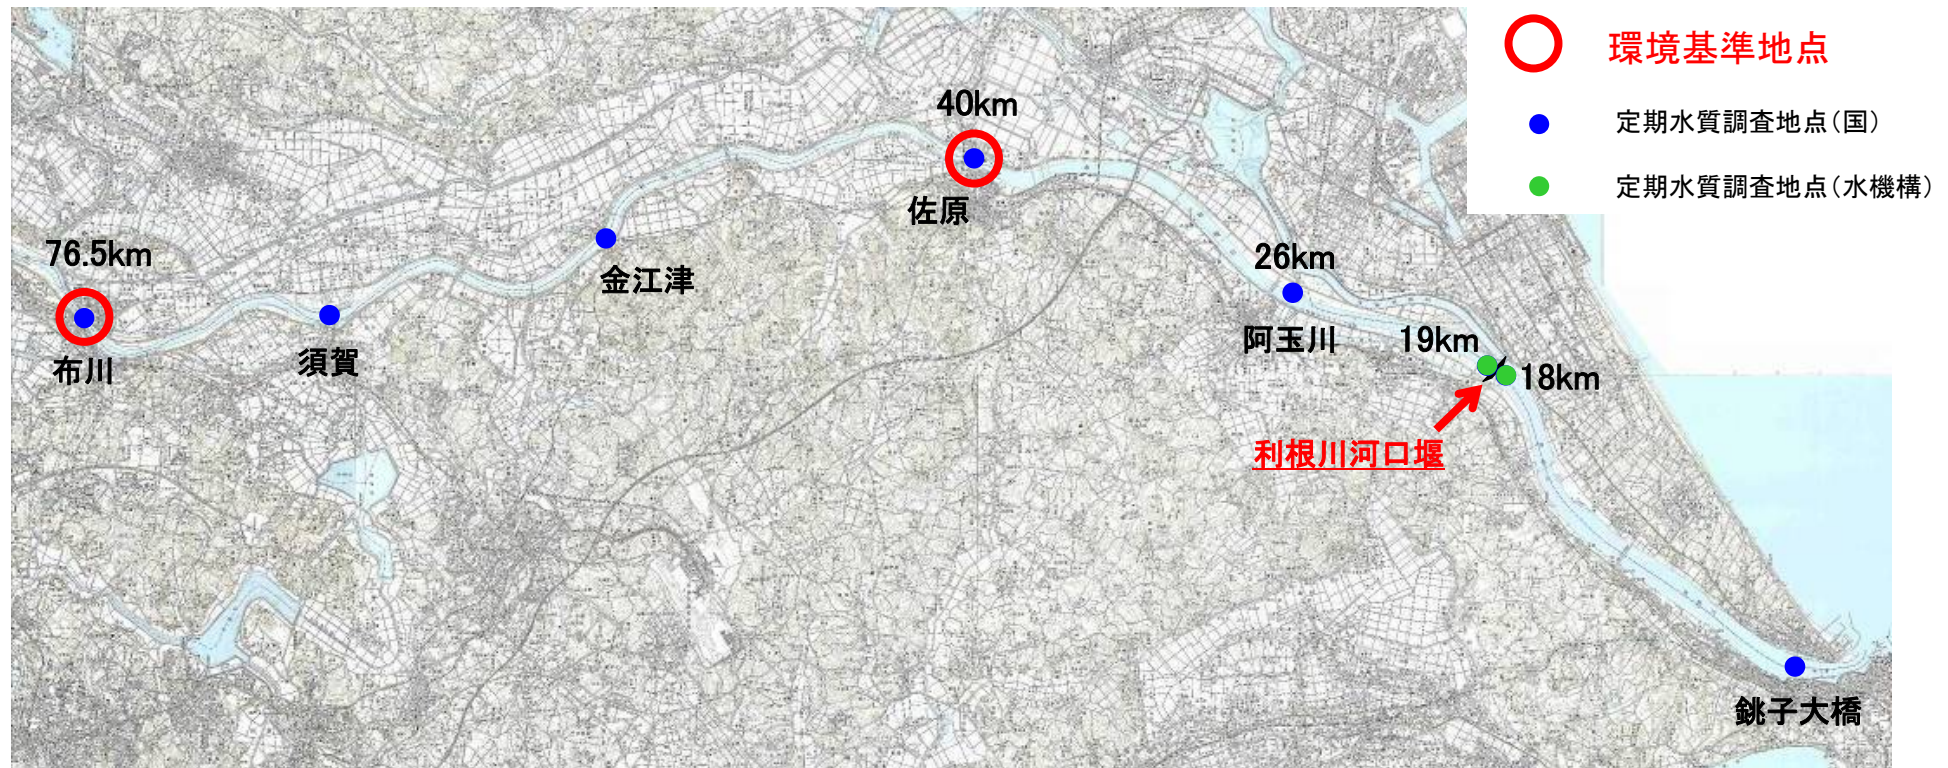 環境基準地点
定期水質調査地点(国)
定期水質調査地点(水機構)
40km
佐原
76.5km
金江津
26km
布川
須賀
阿玉川
19km
18km
利根川河口堰
銚子大橋